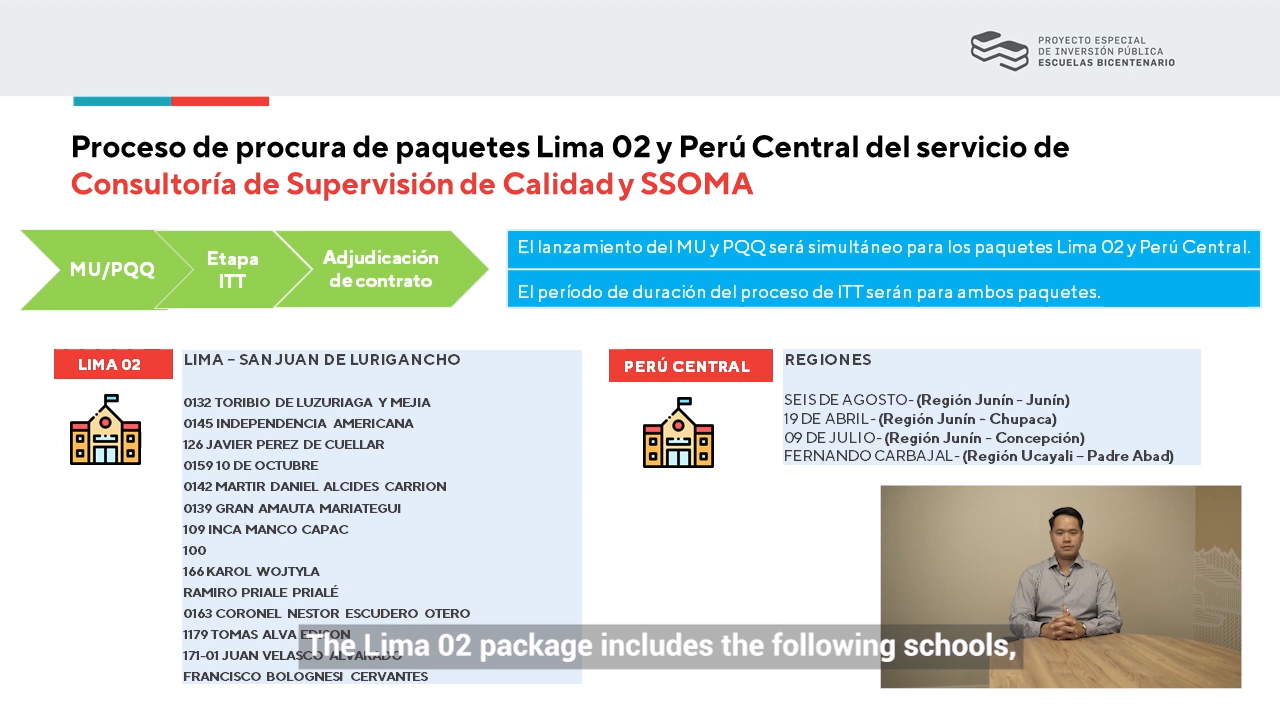 PROYECTO ESPECIAL
DE INVERSIÓN PÚBLICA
ESCUELAS BICENTENARIO
Proceso de procura de paquetes Lima 02 y Perú Central del servicio de
Consultoría de Supervisión de Calidad y SSOMA
MU/PQQ
Etapa
ITT
Adjudicación
de contrato
El lanzamiento del MU y PQQ será simultáneo para los paquetes Lima 02 y Perú Central.
El período de duración del proceso de ITT serán para ambos paquetes.
LIMA 02
LIMA – SAN JUAN DE LURIGANCHO
0132 TORIBIO DE LUZURIAGA Y MEJIA
0145 INDEPENDENCIA AMERICANA
126 JAVIER PEREZ DE CUELLAR
0159 10 DE OCTUBRE
0142 MARTIR DANIEL ALCIDES CARRION
0139 GRAN AMAUTA MARIATEGUI
109 INCA MANCO CAPAC
100
166 KAROL WOJTYLA
RAMIRO PRIALE PRIALÉ
0163 CORONEL NESTOR ESCUDERO OTERO
1179 TOMAS ALVA EDISON
171-01 JUAN VELASCO ALVARADO
FRANCISCO BOLOGNESI CERVANTES
PERÚ CENTRAL
REGIONES
SEIS DE AGOSTO- (Región Junín - Junín)
19 DE ABRIL- (Región Junín - Chupaca)
09 DE JULIO- (Región Junín - Concepción)
FERNANDO CARBAJAL- (Región Ucayali – Padre Abad)
The Lima 02 package includes the following schools,